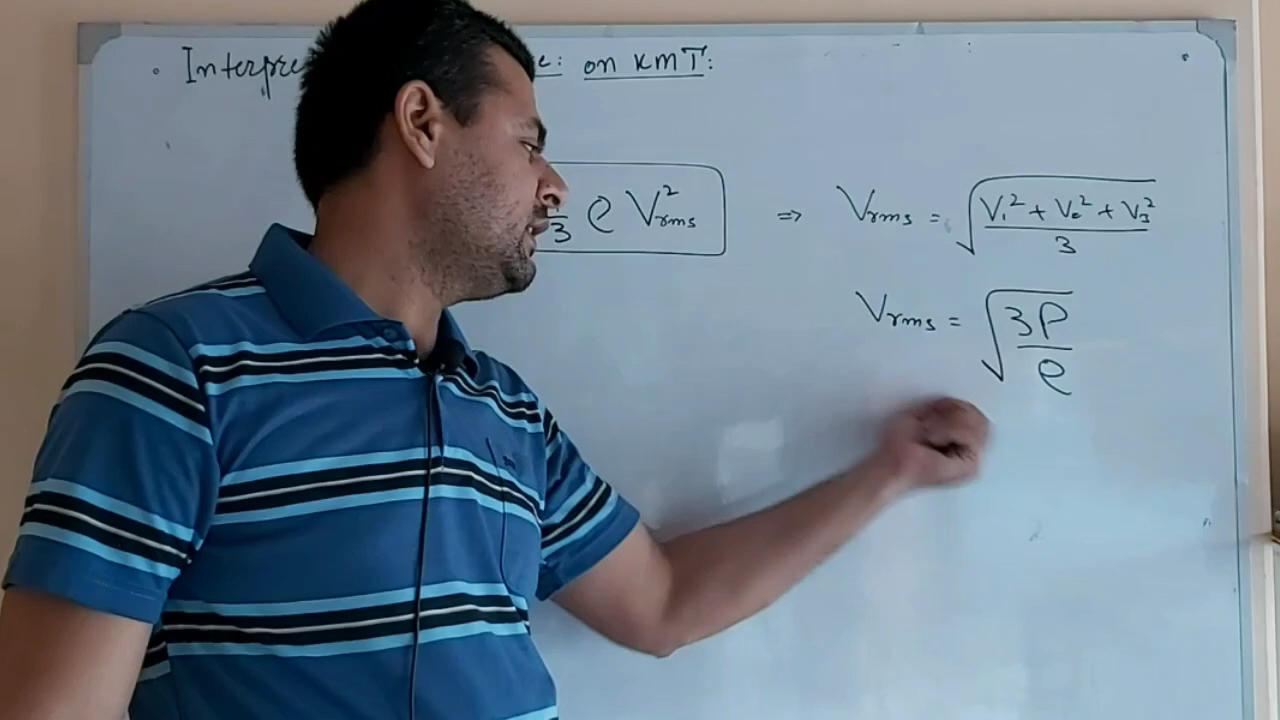 • Interpre e: on KMT:
/3 ρ V²rms ⇒ Vrms = √((V₁² + V₂² + V₃²)/3)
Vrms = √(3P/ρ)